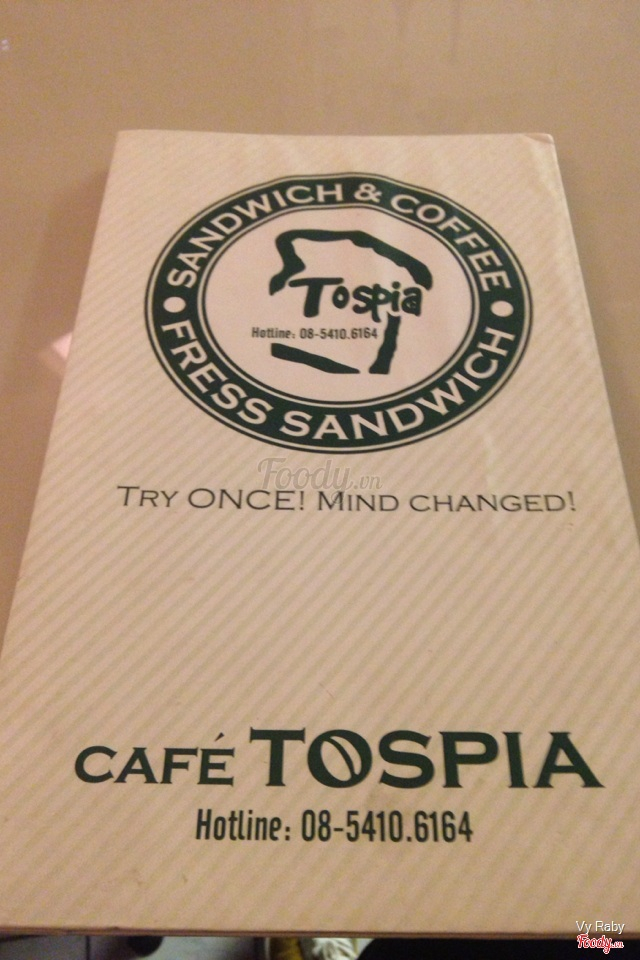 SANDWICH & COFFEE
Tospia
Hotline: 08-5410.6164
FRESS SANDWICH
Foody.vn
TRY ONCE! MIND CHANGED!
CAFÉ TOSPIA
Hotline: 08-5410.6164
Vy Raby
Foody.vn